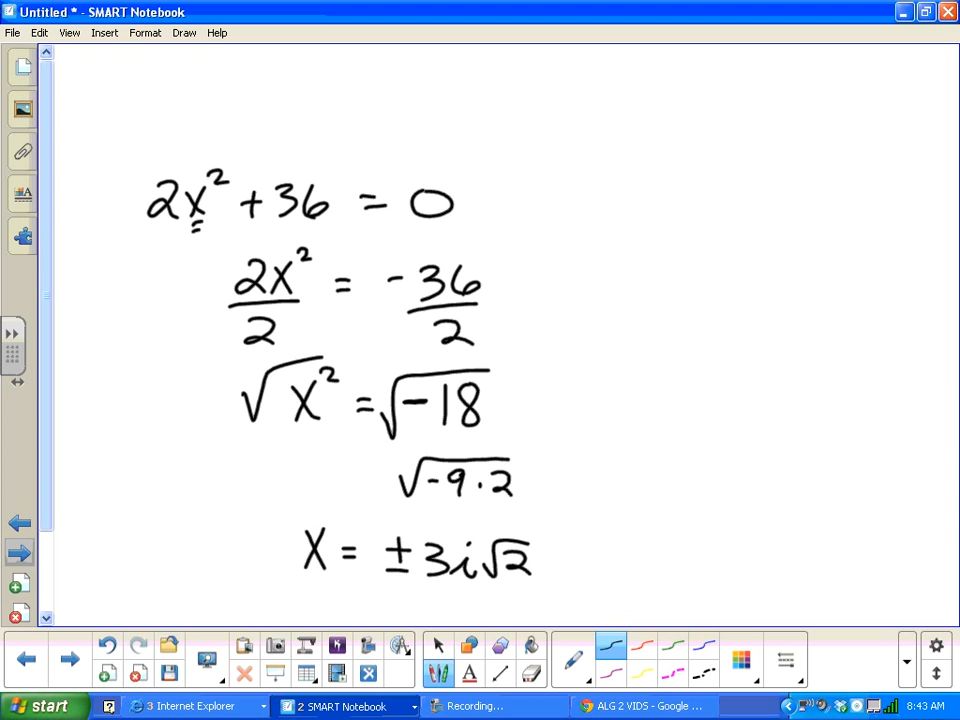 Untitled * - SMART Notebook
File Edit View Insert Format Draw Help
2x² + 36 = 0
2x²/2 = -36/2
√x² = √-18
√-9·2
x = ± 3i√2
start
3 Internet Explorer
2 SMART Notebook
Recording...
ALG 2 VIDS - Google ...
8:43 AM